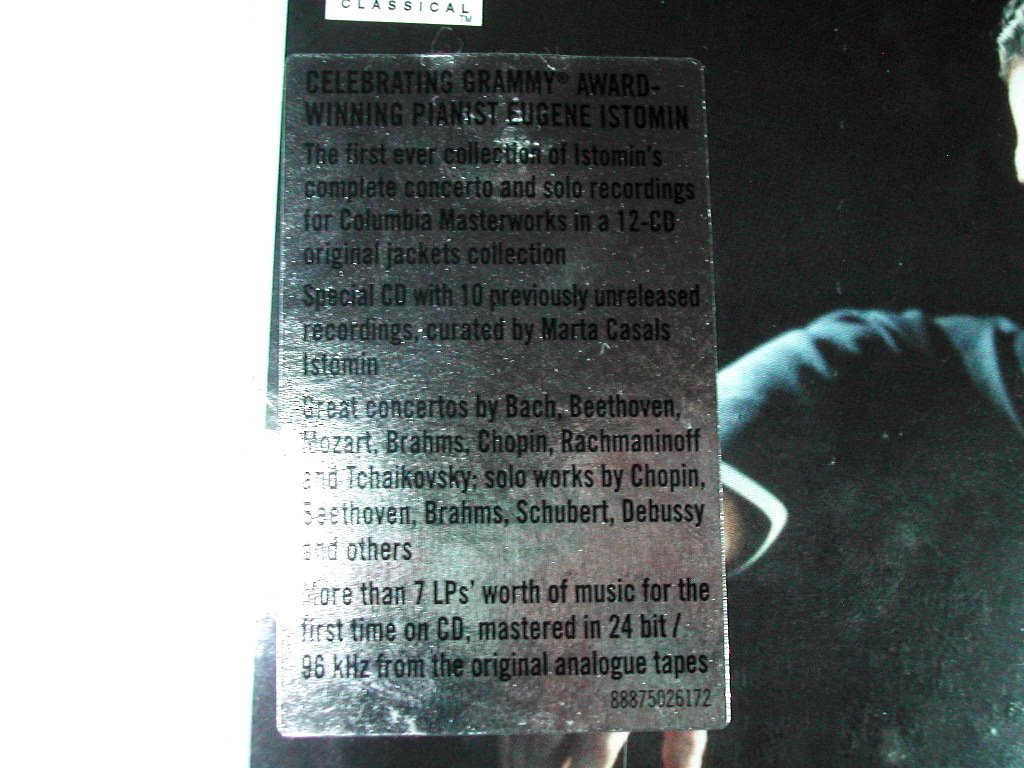 CLASSICAL
TM
CELEBRATING GRAMMY® AWARD-
WINNING PIANIST EUGENE ISTOMIN
The first ever collection of Istomin's
complete concerto and solo recordings
for Columbia Masterworks in a 12-CD
original jackets collection
Special CD with 10 previously unreleased
recordings, curated by Marta Casals
Istomin
Great concertos by Bach, Beethoven,
Mozart, Brahms, Chopin, Rachmaninoff
and Tchaikovsky; solo works by Chopin,
Beethoven, Brahms, Schubert, Debussy
and others
More than 7 LPs' worth of music for the
first time on CD, mastered in 24 bit /
96 kHz from the original analogue tapes
88875026172